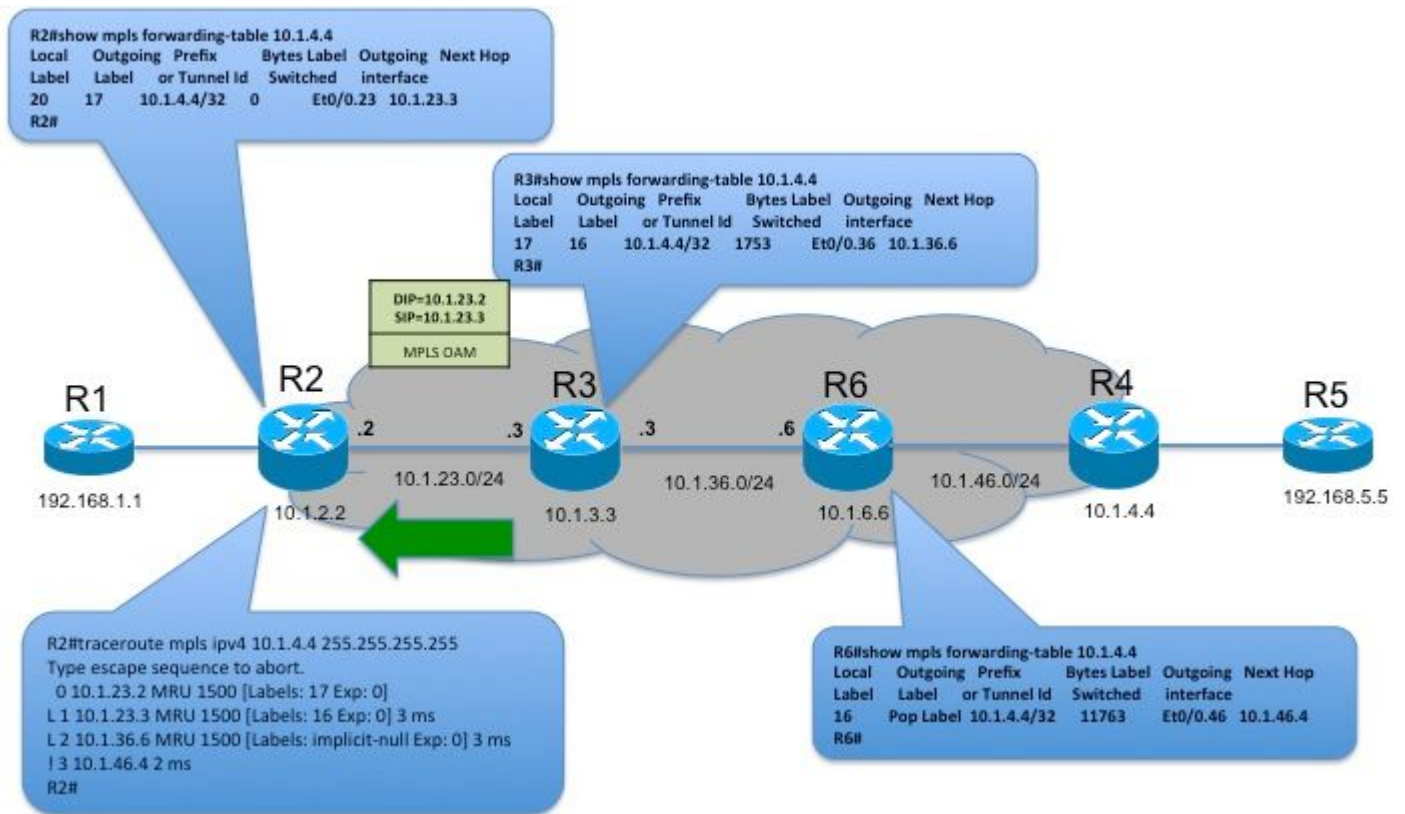 R2#show mpls forwarding-table 10.1.4.4
Local Outgoing Prefix Bytes Label Outgoing Next Hop
Label Label or Tunnel Id Switched interface
20 17 10.1.4.4/32 0 Et0/0.23 10.1.23.3
R2#
R3#show mpls forwarding-table 10.1.4.4
Local Outgoing Prefix Bytes Label Outgoing Next Hop
Label Label or Tunnel Id Switched interface
17 16 10.1.4.4/32 1753 Et0/0.36 10.1.36.6
R3#
DIP=10.1.23.2
SIP=10.1.23.3
MPLS OAM
R1
R2
R3
R6
R4
R5
.2
.3
.3
.6
10.1.23.0/24
10.1.36.0/24
10.1.46.0/24
192.168.1.1
10.1.2.2
10.1.3.3
10.1.6.6
10.1.4.4
192.168.5.5
R2#traceroute mpls ipv4 10.1.4.4 255.255.255.255
Type escape sequence to abort.
0 10.1.23.2 MRU 1500 [Labels: 17 Exp: 0]
L 1 10.1.23.3 MRU 1500 [Labels: 16 Exp: 0] 3 ms
L 2 10.1.36.6 MRU 1500 [Labels: implicit-null Exp: 0] 3 ms
! 3 10.1.46.4 2 ms
R2#
R6#show mpls forwarding-table 10.1.4.4
Local Outgoing Prefix Bytes Label Outgoing Next Hop
Label Label or Tunnel Id Switched interface
16 Pop Label 10.1.4.4/32 11763 Et0/0.46 10.1.46.4
R6#